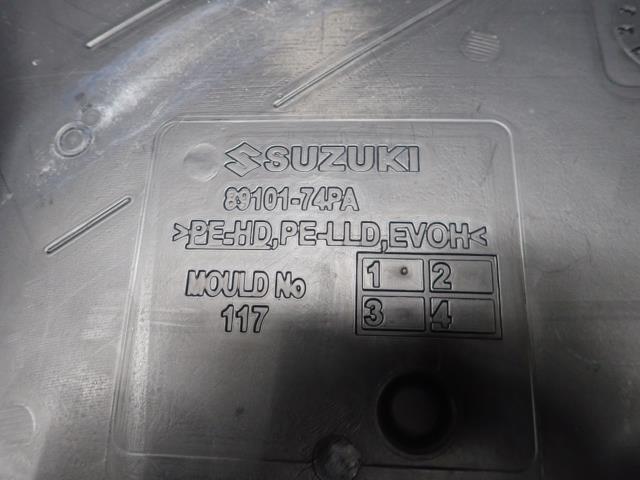 SUZUKI
89101-74PA
>PE-HD,PE-LLD,EVOH<
MOULD No
117
1 2
3 4